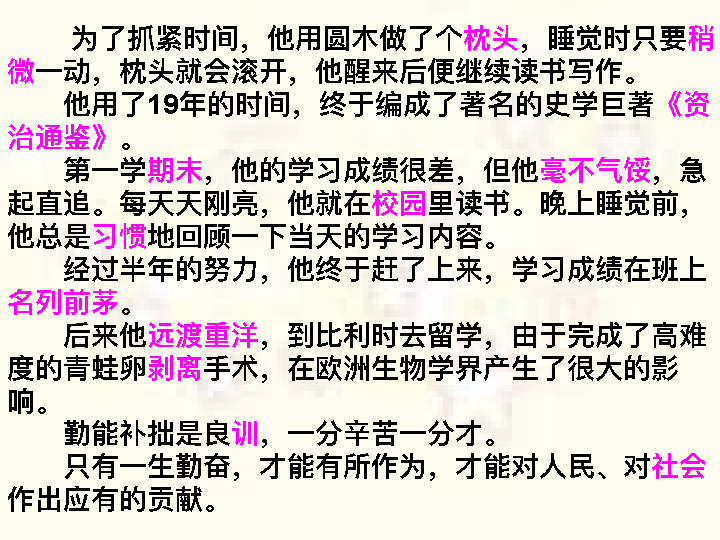 为了抓紧时间，他用圆木做了个枕头，睡觉时只要稍
微一动，枕头就会滚开，他醒来后便继续读书写作。
他用了19年的时间，终于编成了著名的史学巨著《资
治通鉴》。
第一学期末，他的学习成绩很差，但他毫不气馁，急
起直追。每天天刚亮，他就在校园里读书。晚上睡觉前，
他总是习惯地回顾一下当天的学习内容。
经过半年的努力，他终于赶了上来，学习成绩在班上
名列前茅。
后来他远渡重洋，到比利时去留学，由于完成了高难
度的青蛙卵剥离手术，在欧洲生物学界产生了很大的影
响。
勤能补拙是良训，一分辛苦一分才。
只有一生勤奋，才能有所作为，才能对人民、对社会
作出应有的贡献。